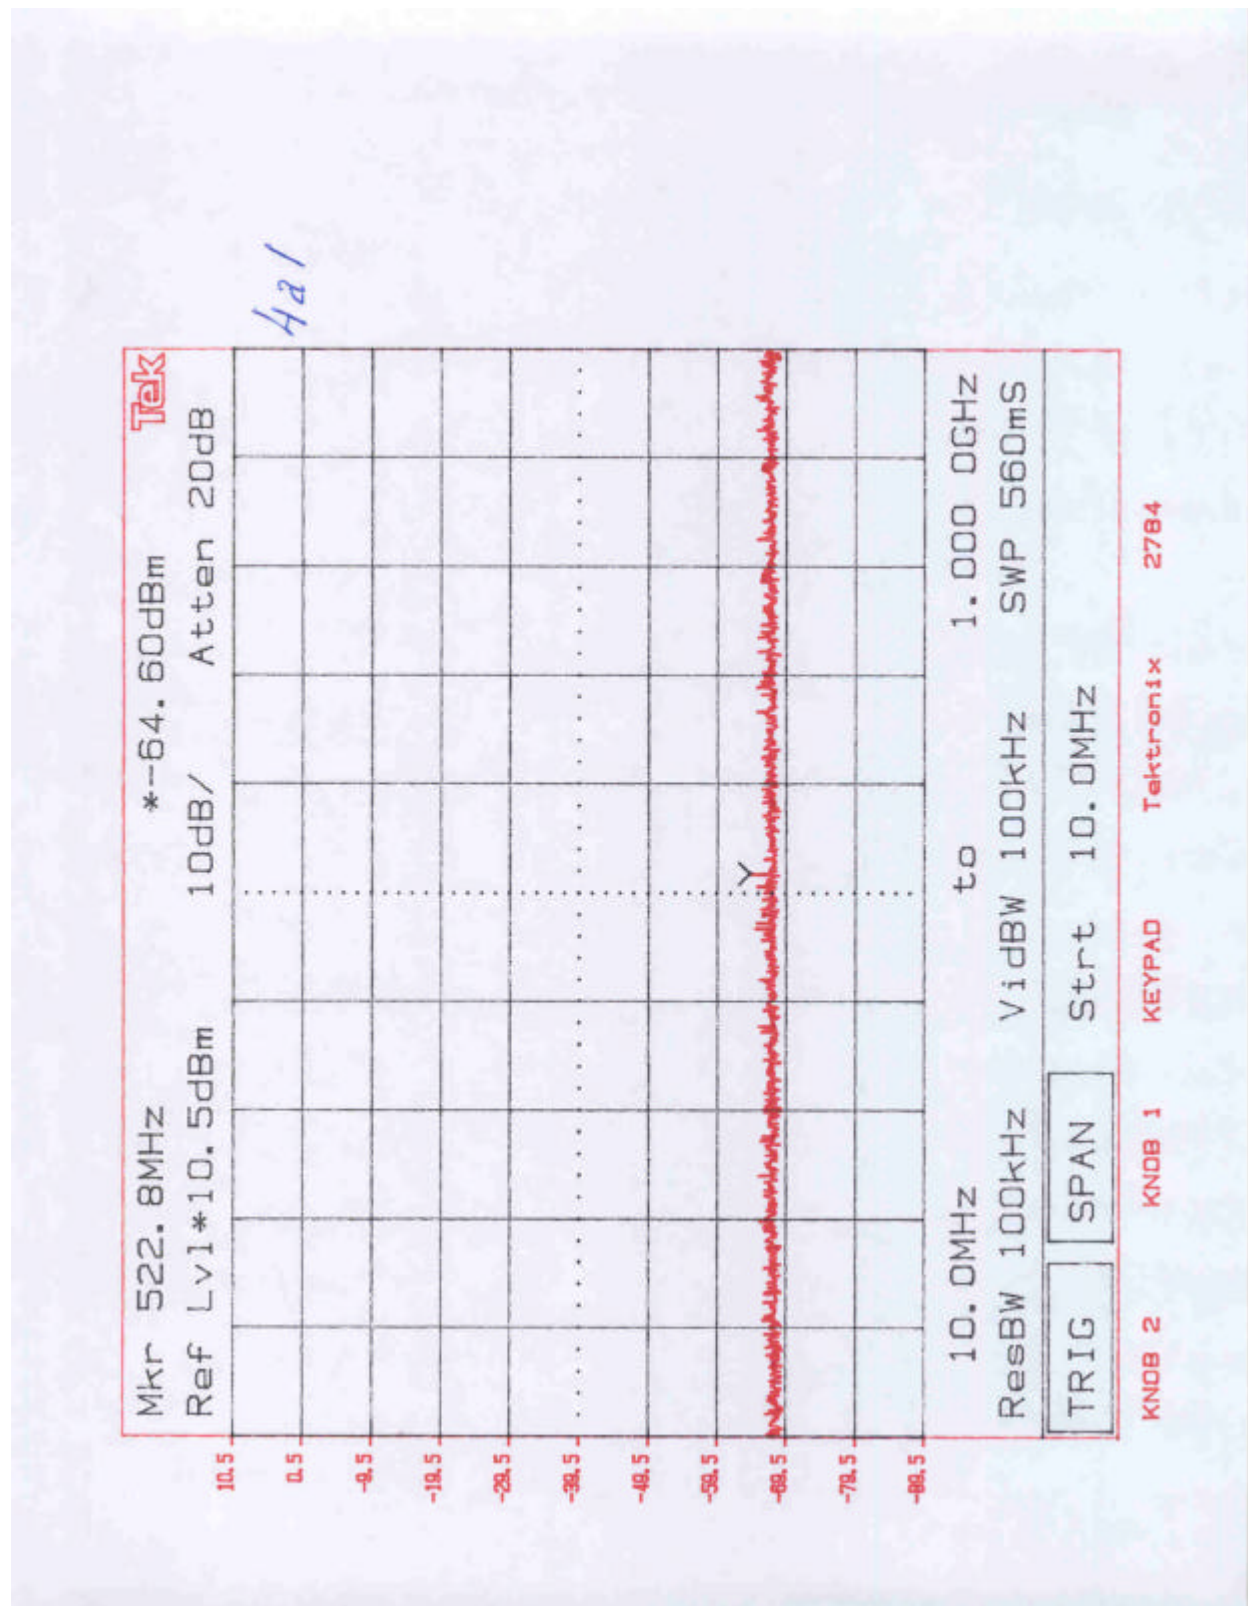 Mkr 522.8MHz *--64.60dBm Tek
Ref Lvl*10.5dBm 10dB/ Atten 20dB
4a1
10.5
0.5
-9.5
-19.5
-29.5
-39.5
-49.5
-59.5
-69.5
-79.5
-89.5
10.0MHz to 1.000 0GHz
ResBW 100kHz VidBW 100kHz SWP 560mS
TRIG SPAN Strt 10.0MHz
KNOB 2 KNOB 1 KEYPAD Tektronix 2784